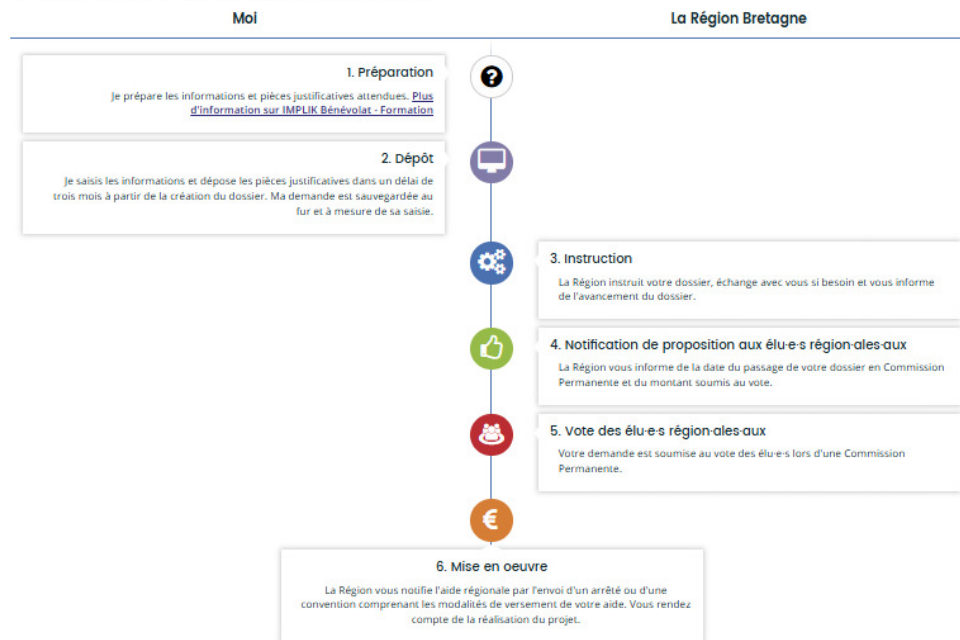 Moi
La Région Bretagne
1. Préparation
Je prépare les informations et pièces justificatives attendues. Plus
d'information sur IMPLIK Bénévolat - Formation
2. Dépôt
Je saisis les informations et dépose les pièces justificatives dans un délai de
trois mois à partir de la création du dossier. Ma demande est sauvegardée au
fur et à mesure de sa saisie.
3. Instruction
La Région instruit votre dossier, échange avec vous si besoin et vous informe
de l'avancement du dossier.
4. Notification de proposition aux élu·e·s région·ales·aux
La Région vous informe de la date du passage de votre dossier en Commission
Permanente et du montant soumis au vote.
5. Vote des élu·e·s région·ales·aux
Votre demande est soumise au vote des élu·e·s lors d'une Commission
Permanente.
6. Mise en oeuvre
La Région vous notifie l'aide régionale par l'envoi d'un arrêté ou d'une
convention comprenant les modalités de versement de votre aide. Vous rendez
compte de la réalisation du projet.